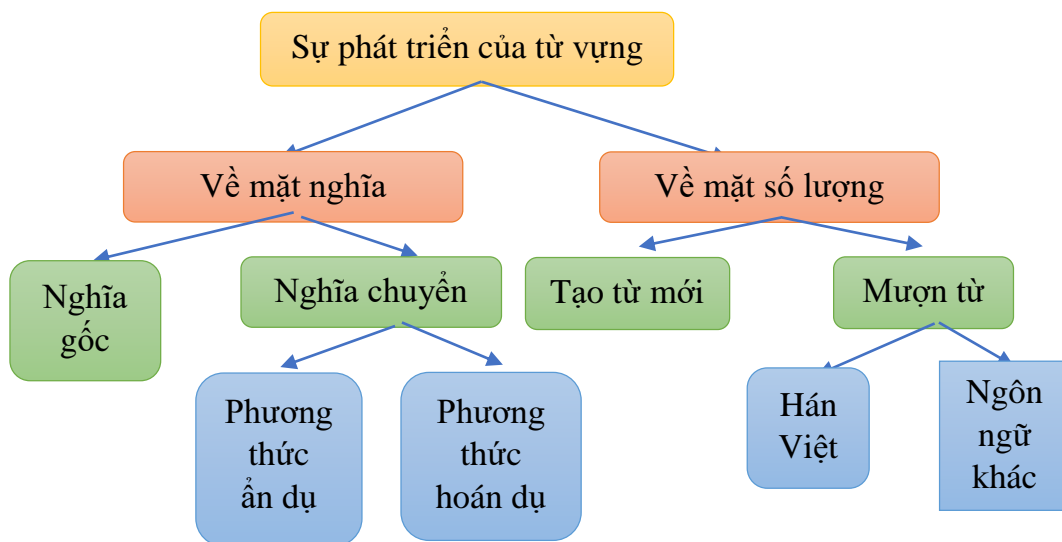 Sự phát triển của từ vựng
Về mặt nghĩa
Về mặt số lượng
Nghĩa
gốc
Nghĩa chuyển
Tạo từ mới
Mượn từ
Phương
thức
ẩn dụ
Phương
thức
hoán dụ
Hán
Việt
Ngôn
ngữ
khác